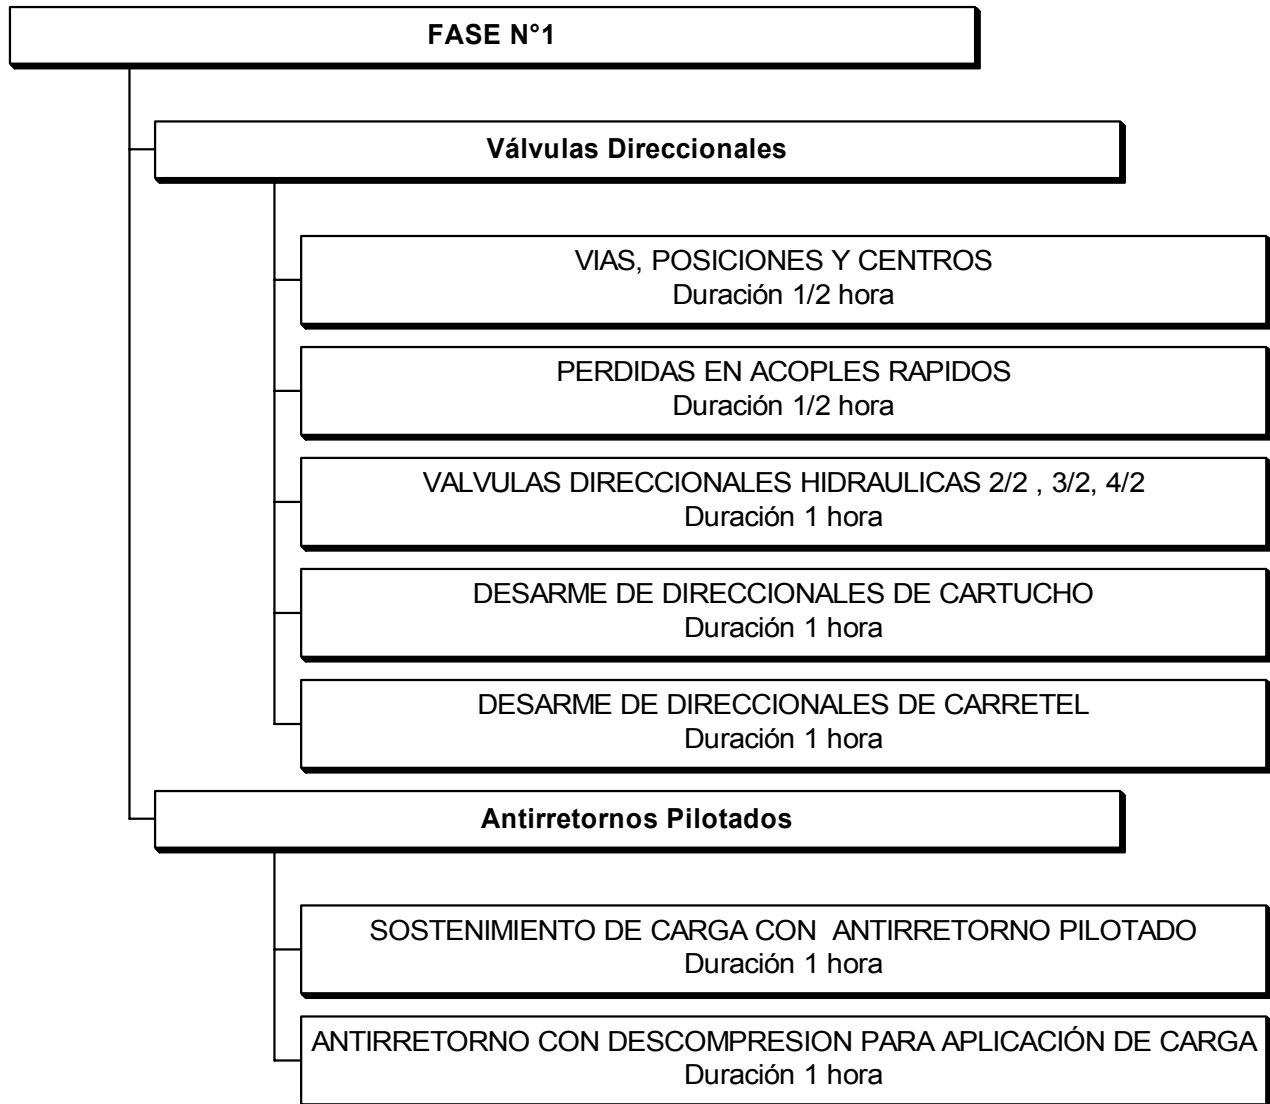 FASE N°1
Válvulas Direccionales
VIAS, POSICIONES Y CENTROS
Duración 1/2 hora
PERDIDAS EN ACOPLES RAPIDOS
Duración 1/2 hora
VALVULAS DIRECCIONALES HIDRAULICAS 2/2 , 3/2, 4/2
Duración 1 hora
DESARME DE DIRECCIONALES DE CARTUCHO
Duración 1 hora
DESARME DE DIRECCIONALES DE CARRETEL
Duración 1 hora
Antirretornos Pilotados
SOSTENIMIENTO DE CARGA CON ANTIRRETORNO PILOTADO
Duración 1 hora
ANTIRRETORNO CON DESCOMPRESION PARA APLICACIÓN DE CARGA
Duración 1 hora